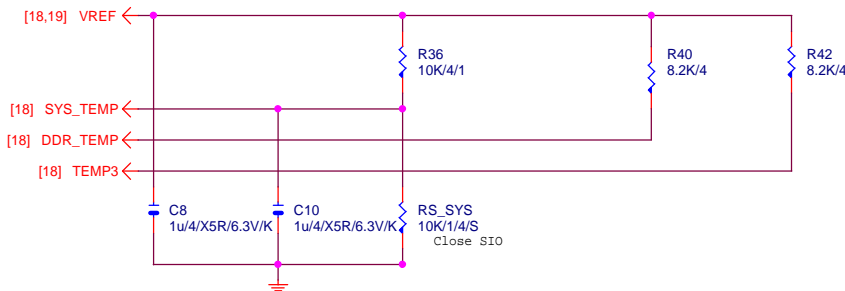 [18,19] VREF
R36
10K/4/1
R40
8.2K/4
R42
8.2K/4
[18] SYS_TEMP
[18] DDR_TEMP
[18] TEMP3
C8
1u/4/X5R/6.3V/K
C10
1u/4/X5R/6.3V/K
RS_SYS
10K/1/4/S
Close SIO